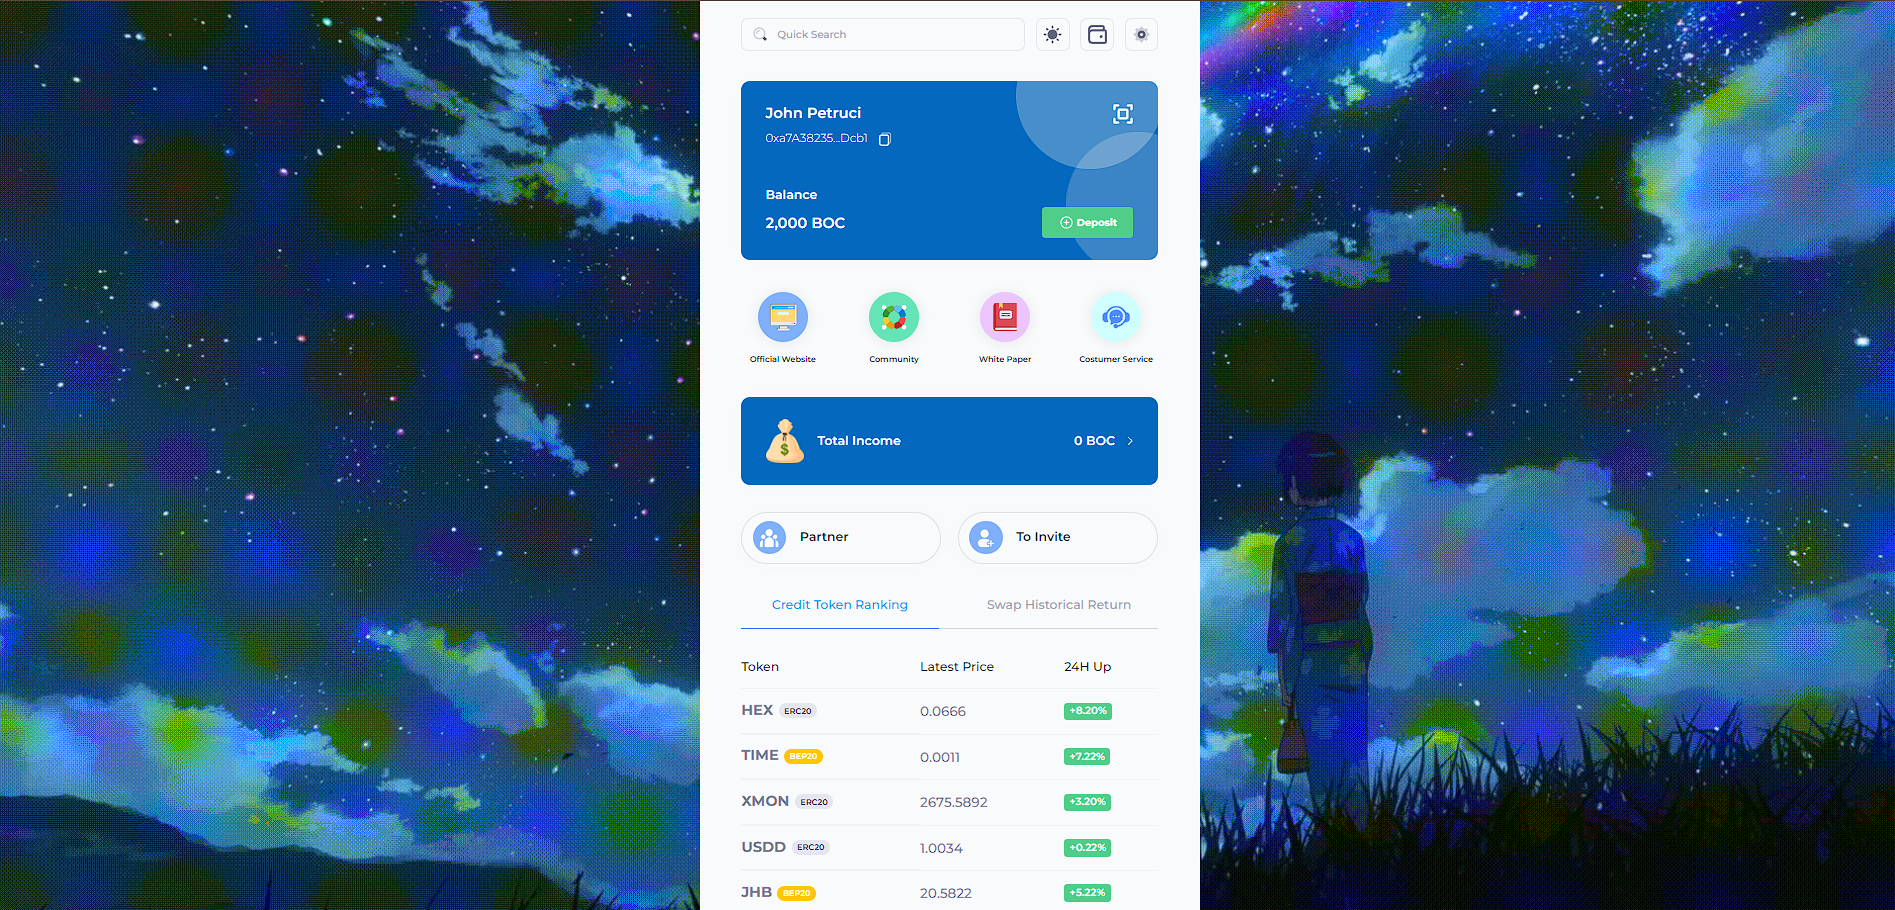 Quick Search
John Petruci
0xa7A38235...Dcb1
Balance
2,000 BOC
Deposit
Official Website
Community
White Paper
Costumer Service
Total Income
0 BOC
Partner
To Invite
Credit Token Ranking
Swap Historical Return
Token Latest Price 24H Up
HEX ERC20 0.0666 +8.20%
TIME BEP20 0.0011 +7.22%
XMON ERC20 2675.5892 +3.20%
USDD ERC20 1.0034 +0.22%
JHB BEP20 20.5822 +5.22%